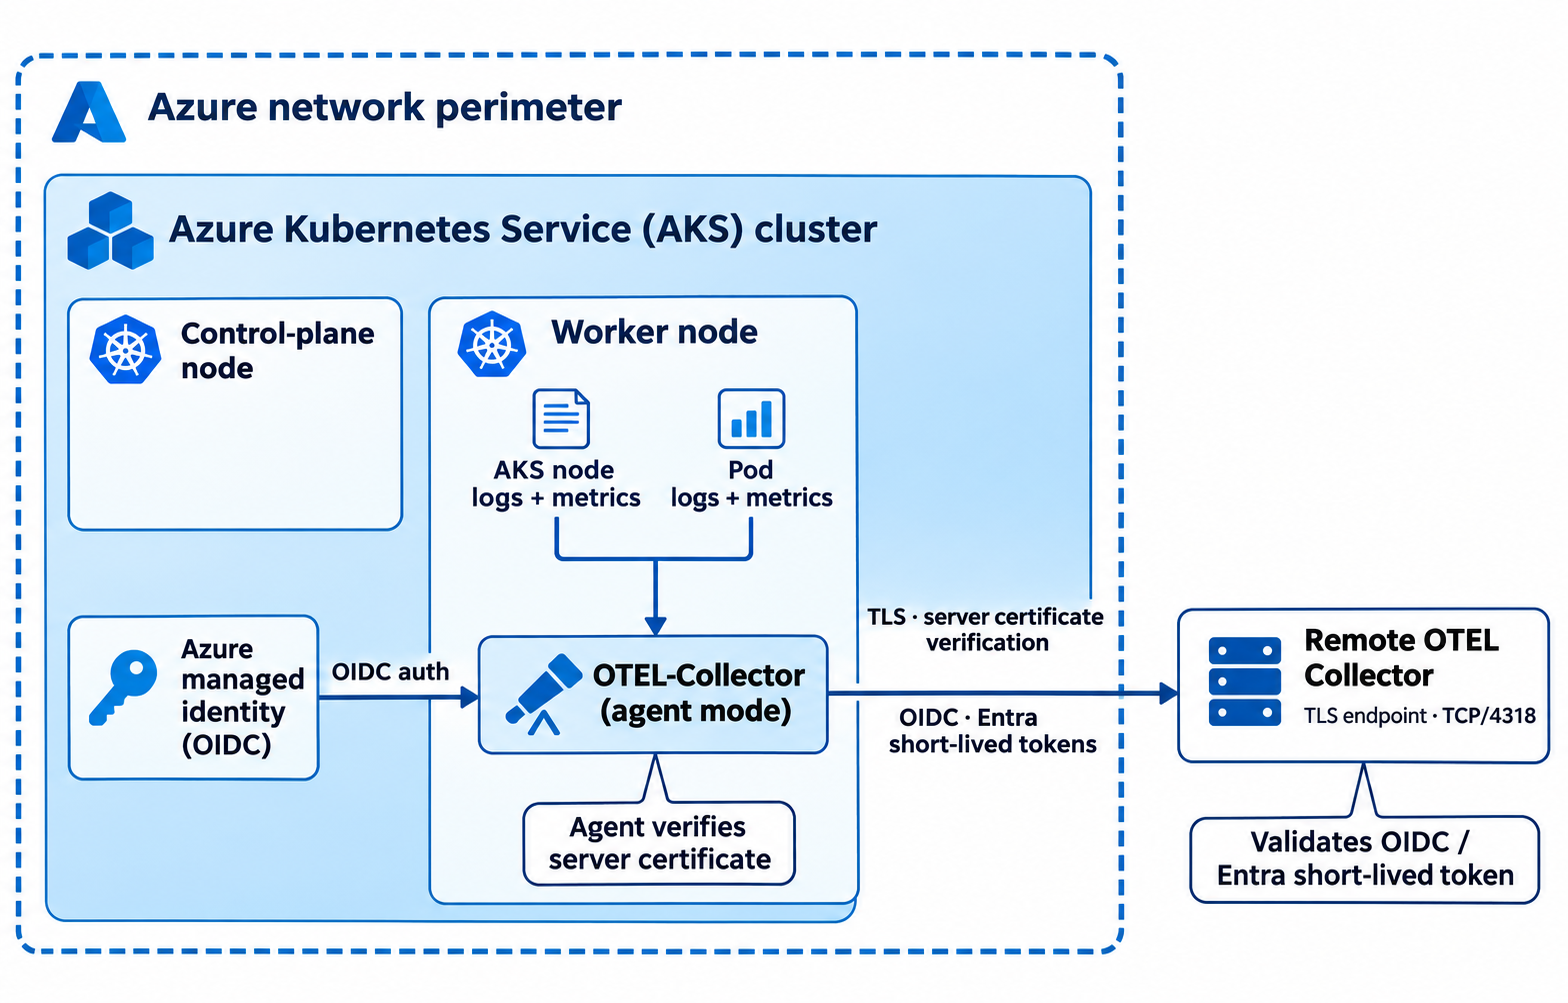 Azure network perimeter
Azure Kubernetes Service (AKS) cluster
Control-plane
node
Worker node
AKS node
logs + metrics
Pod
logs + metrics
Azure
managed
identity
(OIDC)
OIDC auth
OTEL-Collector
(agent mode)
TLS · server certificate
verification
OIDC · Entra
short-lived tokens
Remote OTEL
Collector
TLS endpoint · TCP/4318
Agent verifies
server certificate
Validates OIDC /
Entra short-lived token